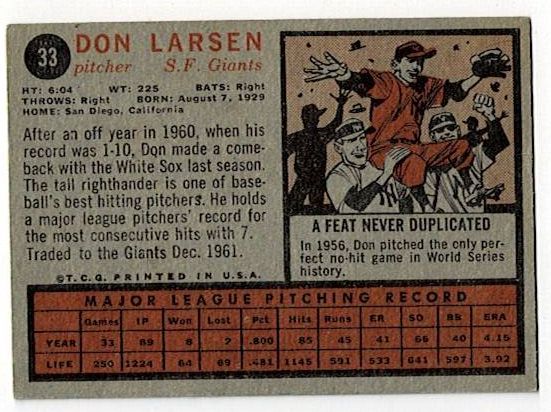 33
DON LARSEN
pitcher S.F. Giants
HT: 6:04 WT: 225 BATS: Right
THROWS: Right BORN: August 7, 1929
HOME: San Diego, California
After an off year in 1960, when his
record was 1-10, Don made a come-
back with the White Sox last season.
The tall righthander is one of base-
ball's best hitting pitchers. He holds
a major league pitchers' record for
the most consecutive hits with 7.
Traded to the Giants Dec. 1961.
©T.C.G. PRINTED IN U.S.A.
A FEAT NEVER DUPLICATED
In 1956, Don pitched the only per-
fect no-hit game in World Series
history.
MAJOR LEAGUE PITCHING RECORD
Games IP Won Lost Pct. Hits Runs ER SO BB ERA
YEAR 33 89 8 2 .800 85 45 41 66 40 4.15
LIFE 250 1224 64 69 .481 1145 591 533 641 597 3.92